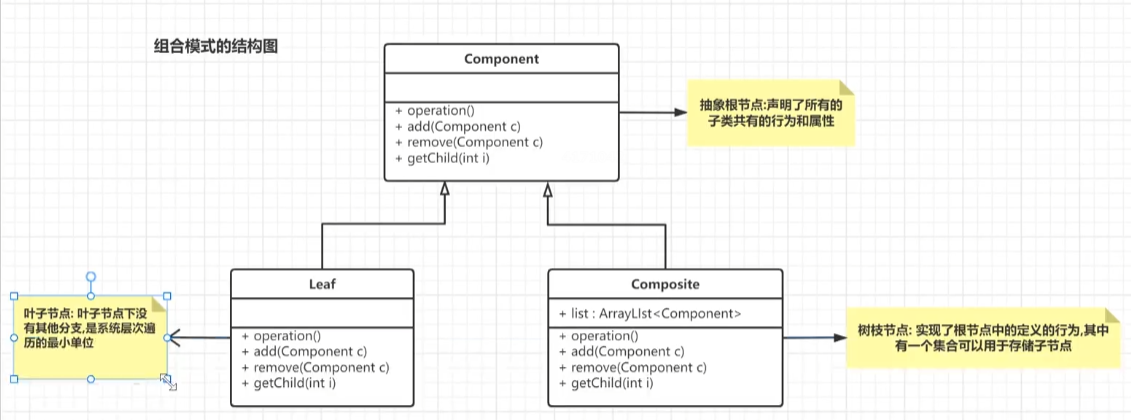 组合模式的结构图
Component
+ operation()
+ add(Component c)
+ remove(Component c)
+ getChild(int i)
抽象根节点:声明了所有的
子类共有的行为和属性
Leaf
+ operation()
+ add(Component c)
+ remove(Component c)
+ getChild(int i)
叶子节点: 叶子节点下没
有其他分支,是系统层次遍
历的最小单位
Composite
+ list : ArrayLIst<Component>
+ operation()
+ add(Component c)
+ remove(Component c)
+ getChild(int i)
树枝节点: 实现了根节点中的定义的行为,其中
有一个集合可以用于存储子节点